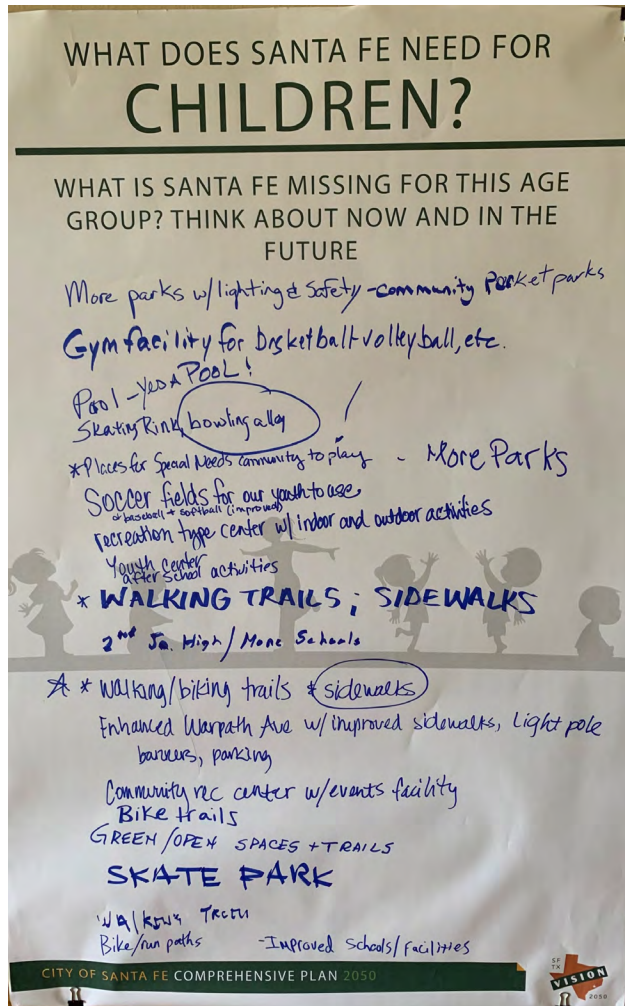 WHAT DOES SANTA FE NEED FOR
CHILDREN?
WHAT IS SANTA FE MISSING FOR THIS AGE
GROUP? THINK ABOUT NOW AND IN THE
FUTURE
More parks w/lighting & Safety - community Pocket parks
Gym facility for basketball-volleyball, etc.
Pool - Yes A POOL!
Skating Rink, bowling alley
*Places for Special Needs community to play - More Parks
Soccer fields for our youth to use
or baseball + softball (improved)
recreation type center w/ indoor and outdoor activities
Youth center
after school activities
* WALKING TRAILS; SIDEWALKS
2nd Jr. High/More Schools
* walking/biking trails & sidewalks
Enhanced Warpath Ave w/improved sidewalks, Light pole
banners, parking
Community rec center w/events facility
Bike trails
GREEN/OPEN SPACES + TRAILS
SKATE PARK
WALKING
Bike/run paths - Improved Schools/facilities
CITY OF SANTA FE COMPREHENSIVE PLAN 2050
SF
TX
VISION
2050